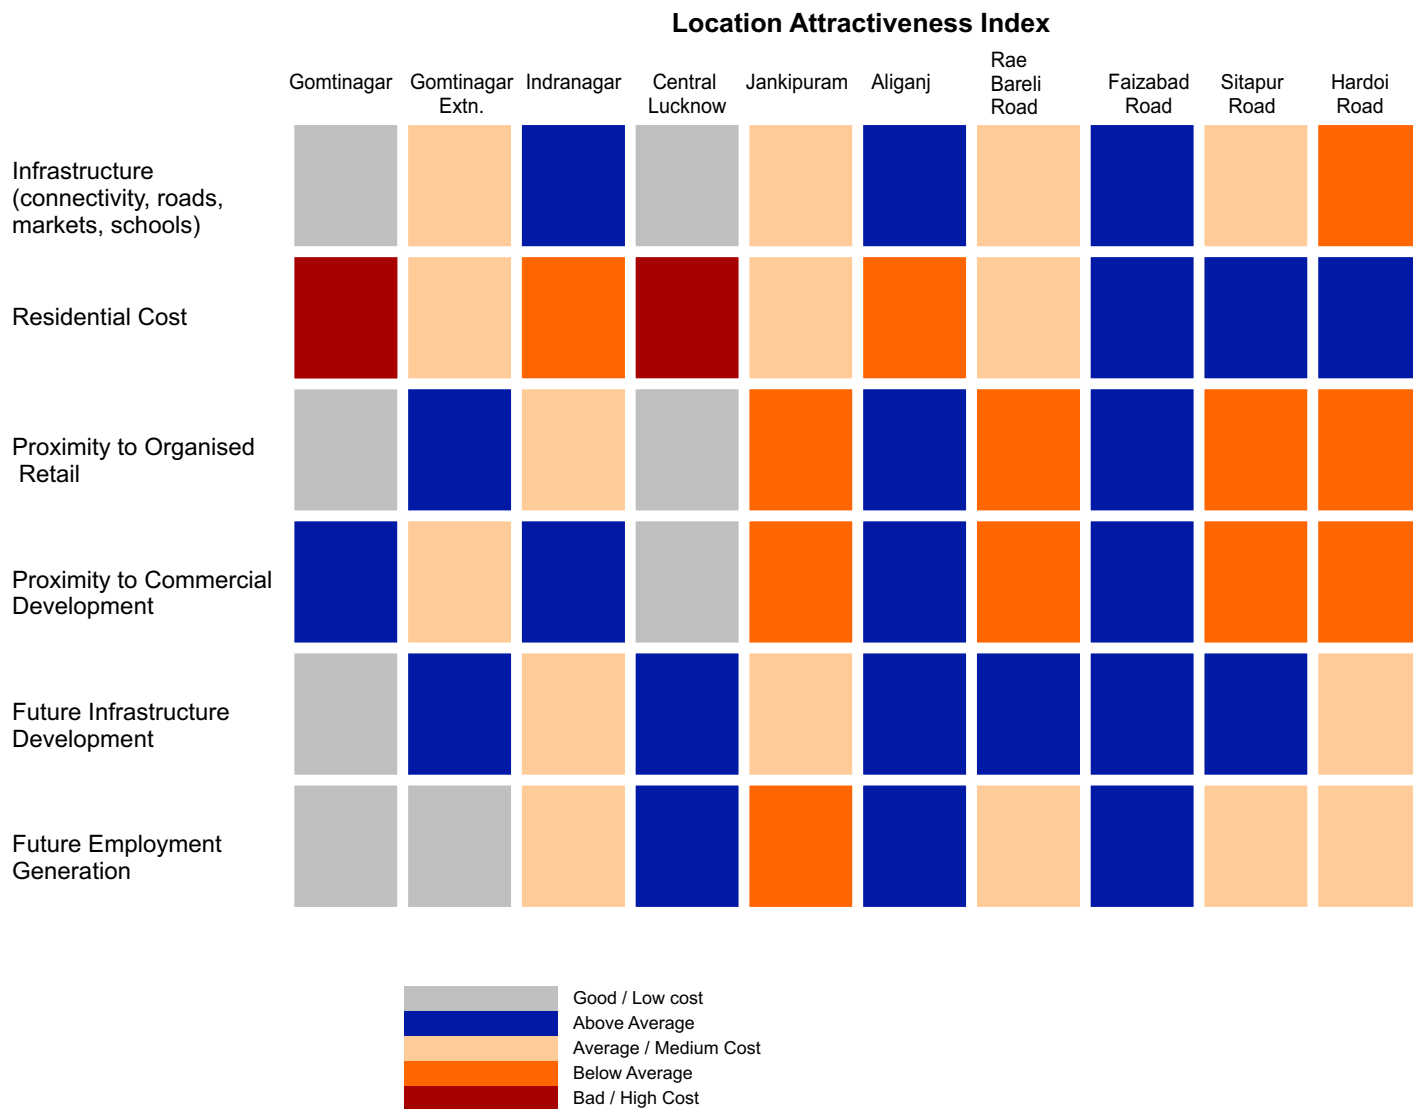 Location Attractiveness Index
Gomtinagar
Gomtinagar
Extn.
Indranagar
Central
Lucknow
Jankipuram
Aliganj
Rae
Bareli
Road
Faizabad
Road
Sitapur
Road
Hardoi
Road
Infrastructure
(connectivity, roads,
markets, schools)
Residential Cost
Proximity to Organised
Retail
Proximity to Commercial
Development
Future Infrastructure
Development
Future Employment
Generation
Good / Low cost
Above Average
Average / Medium Cost
Below Average
Bad / High Cost